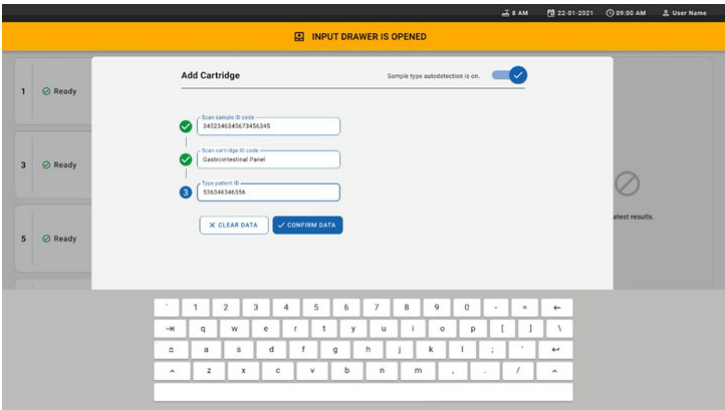 8 AM 22-01-2021 09:00 AM User Name
INPUT DRAWER IS OPENED
Add Cartridge
Sample type autodetection is on.
1 Ready
Scan sample ID code
3452346345673456345
Scan cartridge ID code
Gastrointestinal Panel
3 Ready
3
Type patient ID
536346346356
atest resutls.
CLEAR DATA
CONFIRM DATA
5 Ready
` 1 2 3 4 5 6 7 8 9 0 - =
q w e r t y u i o p [ ] \
a s d f g h j k l ; '
z x c v b n m , . /